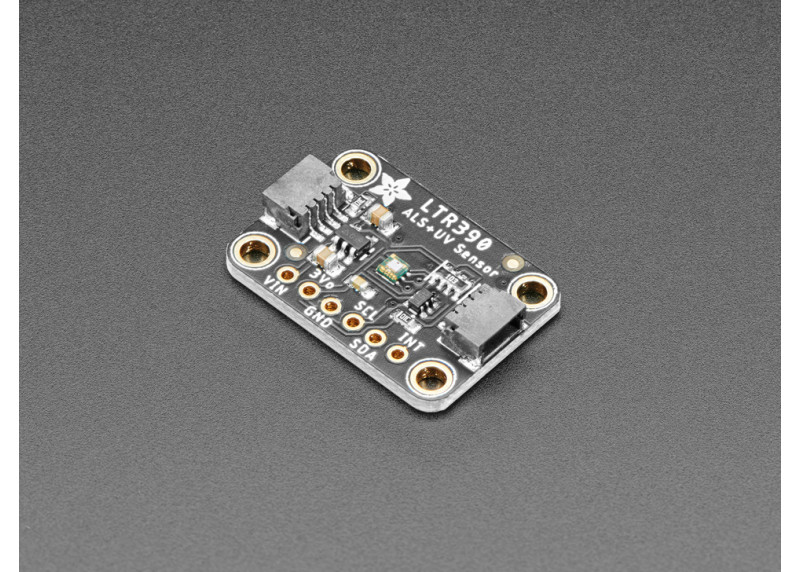 LTR390
ALS+UV Sensor
VIN
3Vo
GND
SCL
SDA
INT